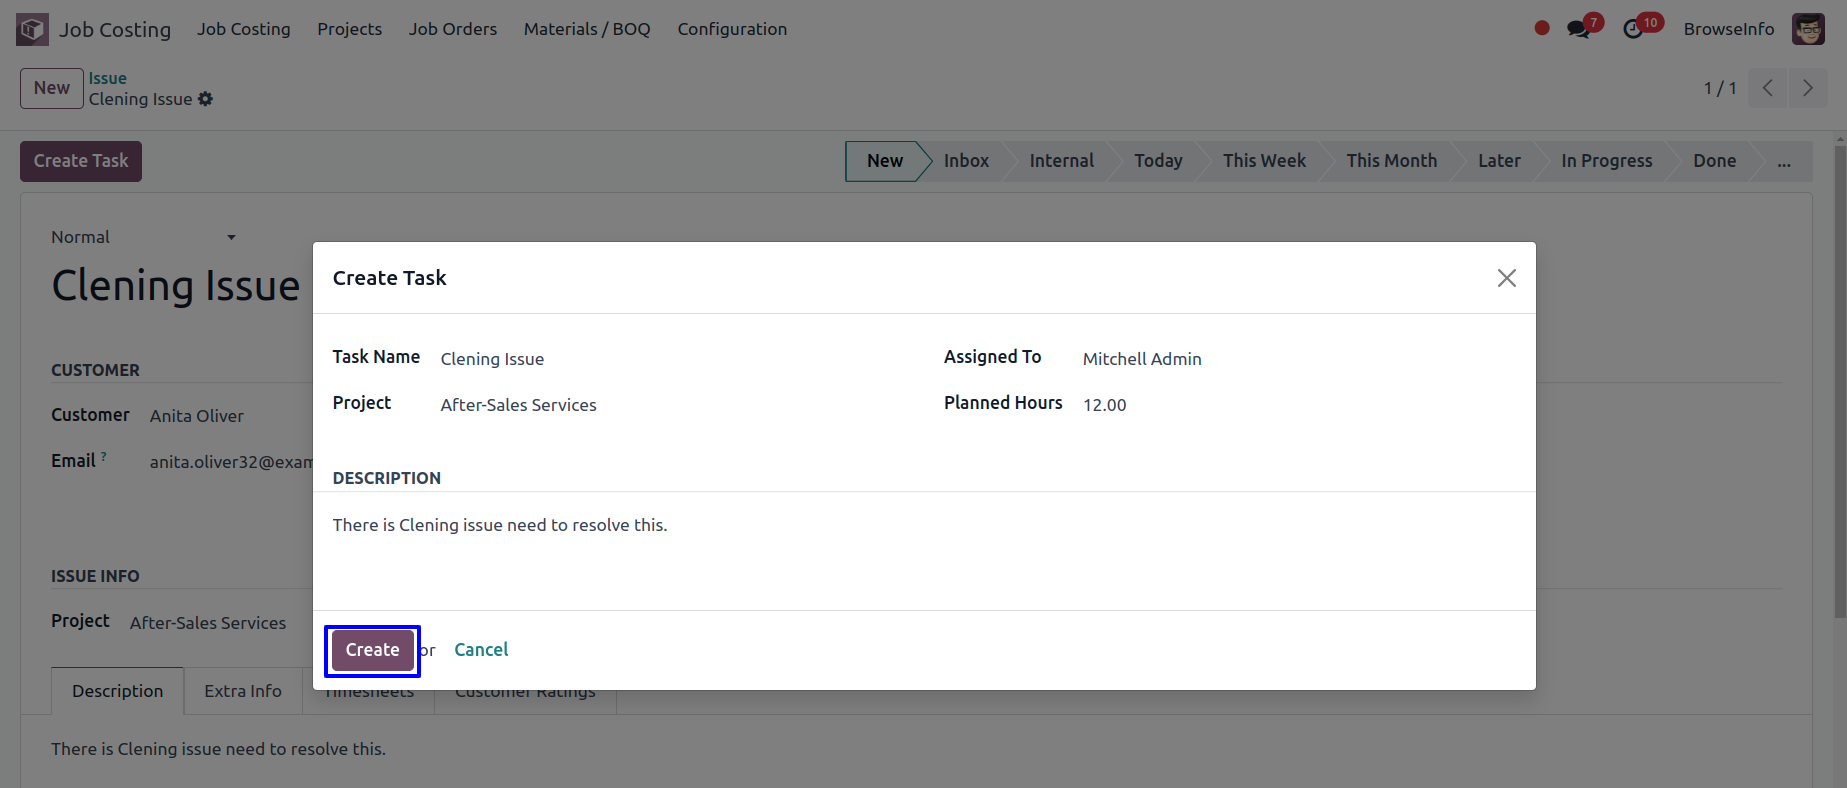 Job Costing Job Costing Projects Job Orders Materials / BOQ Configuration 7 10 BrowseInfo
New Issue
Clening Issue 1 / 1
Create Task New Inbox Internal Today This Week This Month Later In Progress Done ...
Normal
Clening Issue
CUSTOMER
Customer Anita Oliver
Email ? anita.oliver32@exam
ISSUE INFO
Project After-Sales Services
Description Extra Info Timesheets Customer Ratings
There is Clening issue need to resolve this.
Create Task
Task Name Clening Issue Assigned To Mitchell Admin
Project After-Sales Services Planned Hours 12.00
DESCRIPTION
There is Clening issue need to resolve this.
Create or Cancel